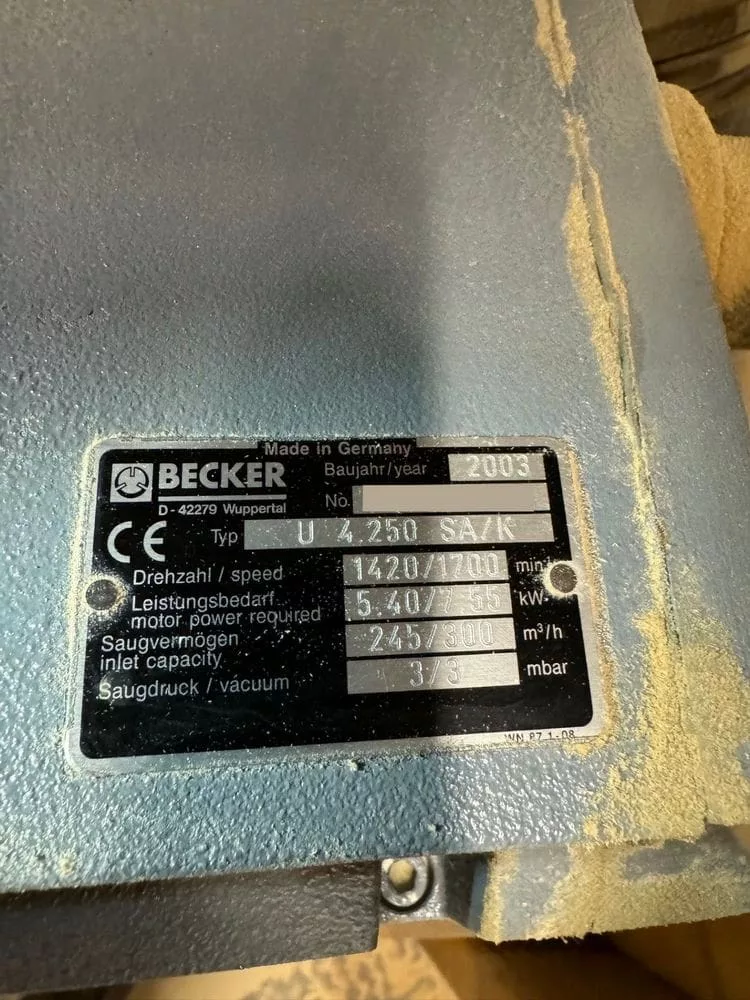 Made in Germany
BECKER
Baujahr/year 2003
D-42279 Wuppertal
No.
CE
Typ U 4.250 SA/K
Drehzahl / speed 1420/1700 min-1
Leistungsbedarf
motor power required 5.40/7.55 kW
Saugvermögen
inlet capacity 245/300 m³/h
Saugdruck / vacuum 3/3 mbar
WN 87 1-08